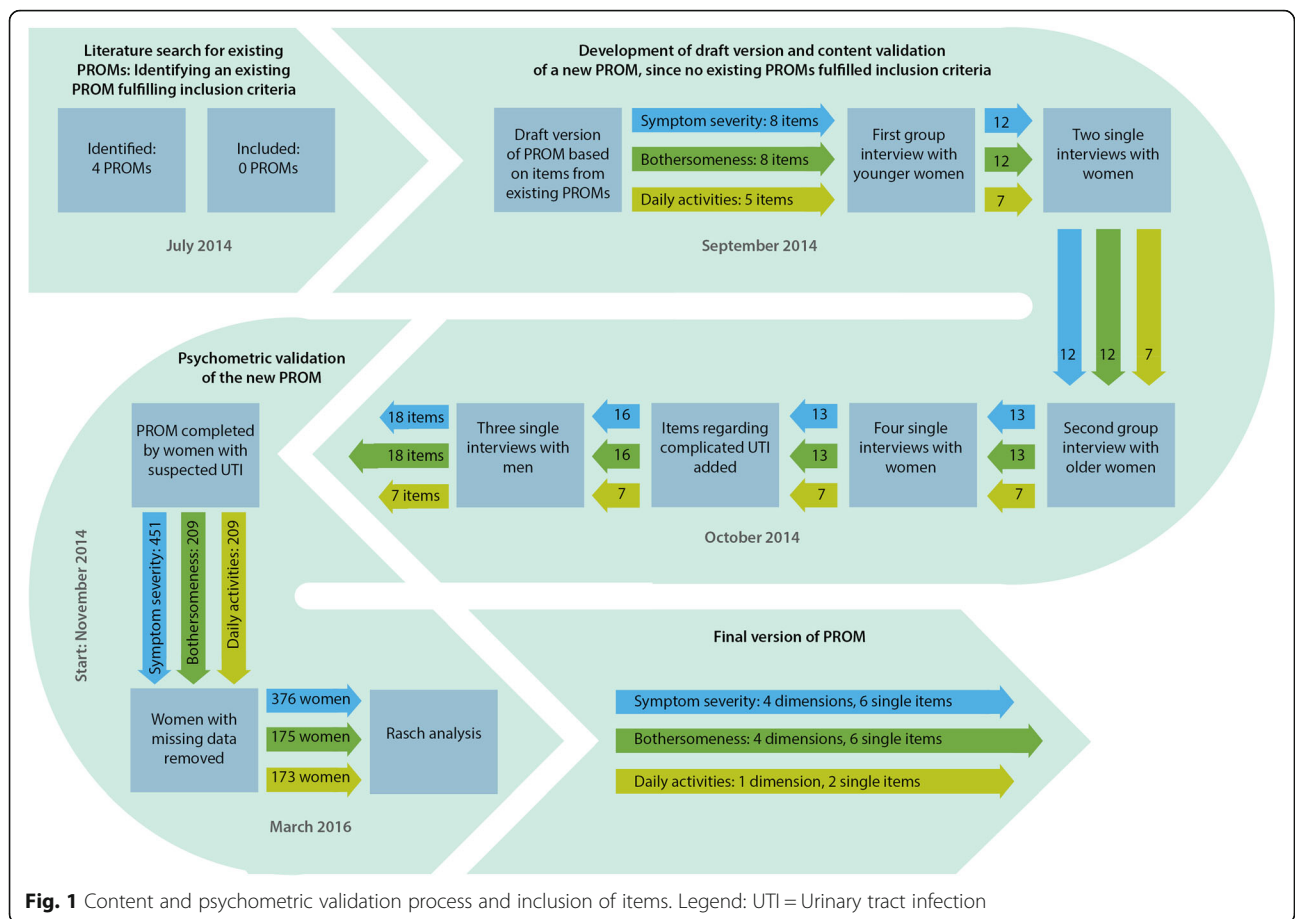 Literature search for existing
PROMs: Identifying an existing
PROM fulfilling inclusion criteria
Identified:
4 PROMs
Included:
0 PROMs
July 2014
Development of draft version and content validation
of a new PROM, since no existing PROMs fulfilled inclusion criteria
Draft version
of PROM based
on items from
existing PROMs
Symptom severity: 8 items
Bothersomeness: 8 items
Daily activities: 5 items
First group
interview with
younger women
12
12
7
Two single
interviews with
women
September 2014
12
12
7
Second group
interview with
older women
13
13
7
Four single
interviews with
women
13
13
7
Items regarding
complicated UTI
added
16
16
7
Three single
interviews with
men
18 items
18 items
7 items
October 2014
Psychometric validation
of the new PROM
PROM completed
by women with
suspected UTI
Start: November 2014
Symptom severity: 451
Bothersomeness: 209
Daily activities: 209
Women with
missing data
removed
376 women
175 women
173 women
Rasch analysis
March 2016
Final version of PROM
Symptom severity: 4 dimensions, 6 single items
Bothersomeness: 4 dimensions, 6 single items
Daily activities: 1 dimension, 2 single items
Fig. 1 Content and psychometric validation process and inclusion of items. Legend: UTI = Urinary tract infection